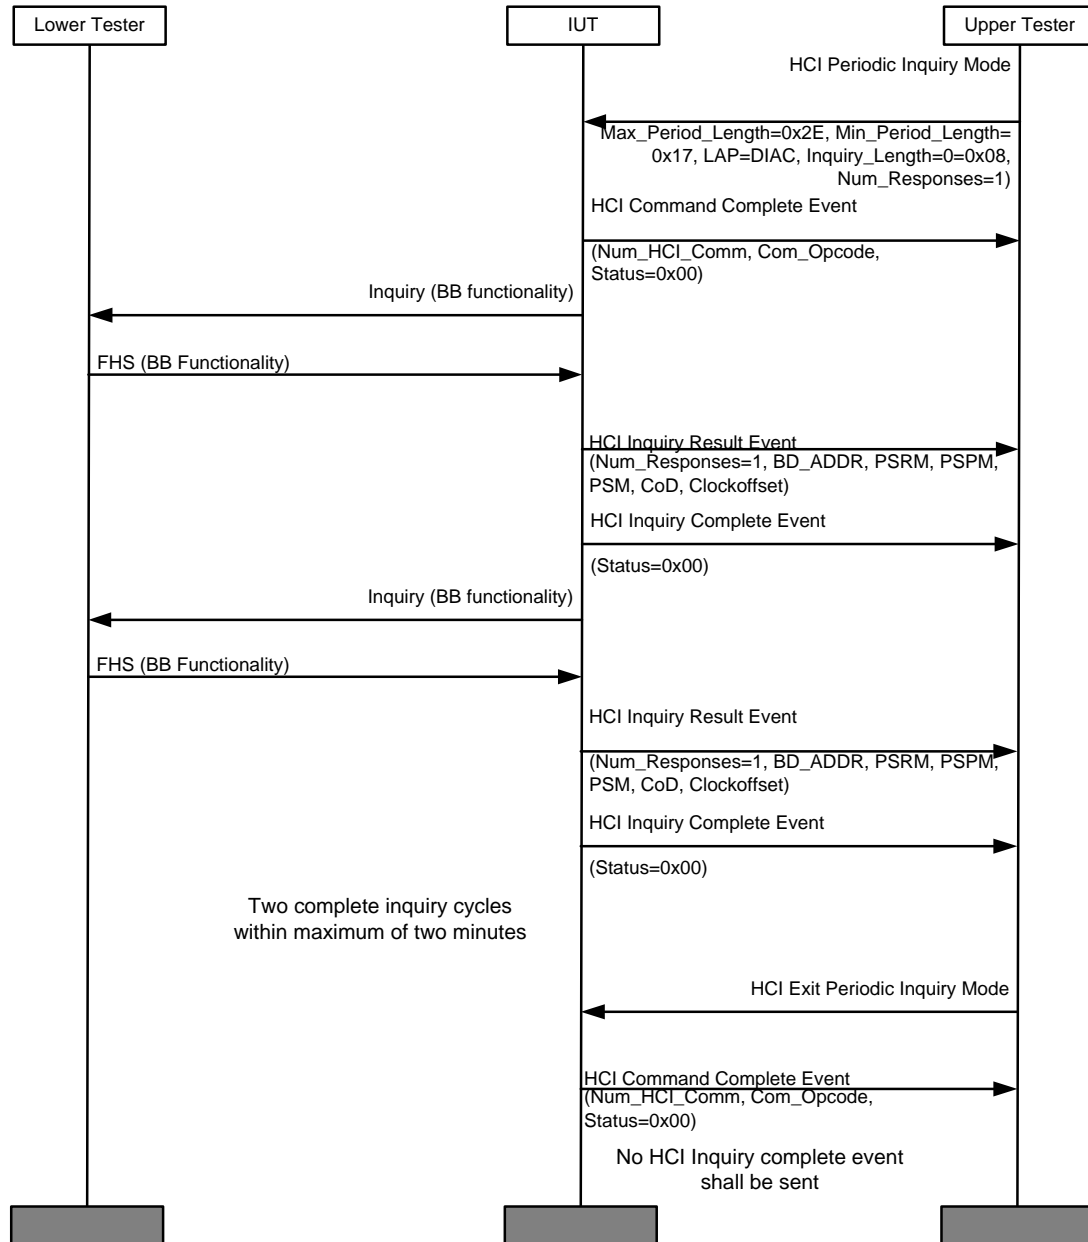 Lower Tester
IUT
Upper Tester
HCI Periodic Inquiry Mode
Max_Period_Length=0x2E, Min_Period_Length=
0x17, LAP=DIAC, Inquiry_Length=0=0x08,
Num_Responses=1)
HCI Command Complete Event
(Num_HCI_Comm, Com_Opcode,
Status=0x00)
Inquiry (BB functionality)
FHS (BB Functionality)
HCI Inquiry Result Event
(Num_Responses=1, BD_ADDR, PSRM, PSPM,
PSM, CoD, Clockoffset)
HCI Inquiry Complete Event
(Status=0x00)
Inquiry (BB functionality)
FHS (BB Functionality)
HCI Inquiry Result Event
(Num_Responses=1, BD_ADDR, PSRM, PSPM,
PSM, CoD, Clockoffset)
HCI Inquiry Complete Event
(Status=0x00)
Two complete inquiry cycles
within maximum of two minutes
HCI Exit Periodic Inquiry Mode
HCI Command Complete Event
(Num_HCI_Comm, Com_Opcode,
Status=0x00)
No HCI Inquiry complete event
shall be sent